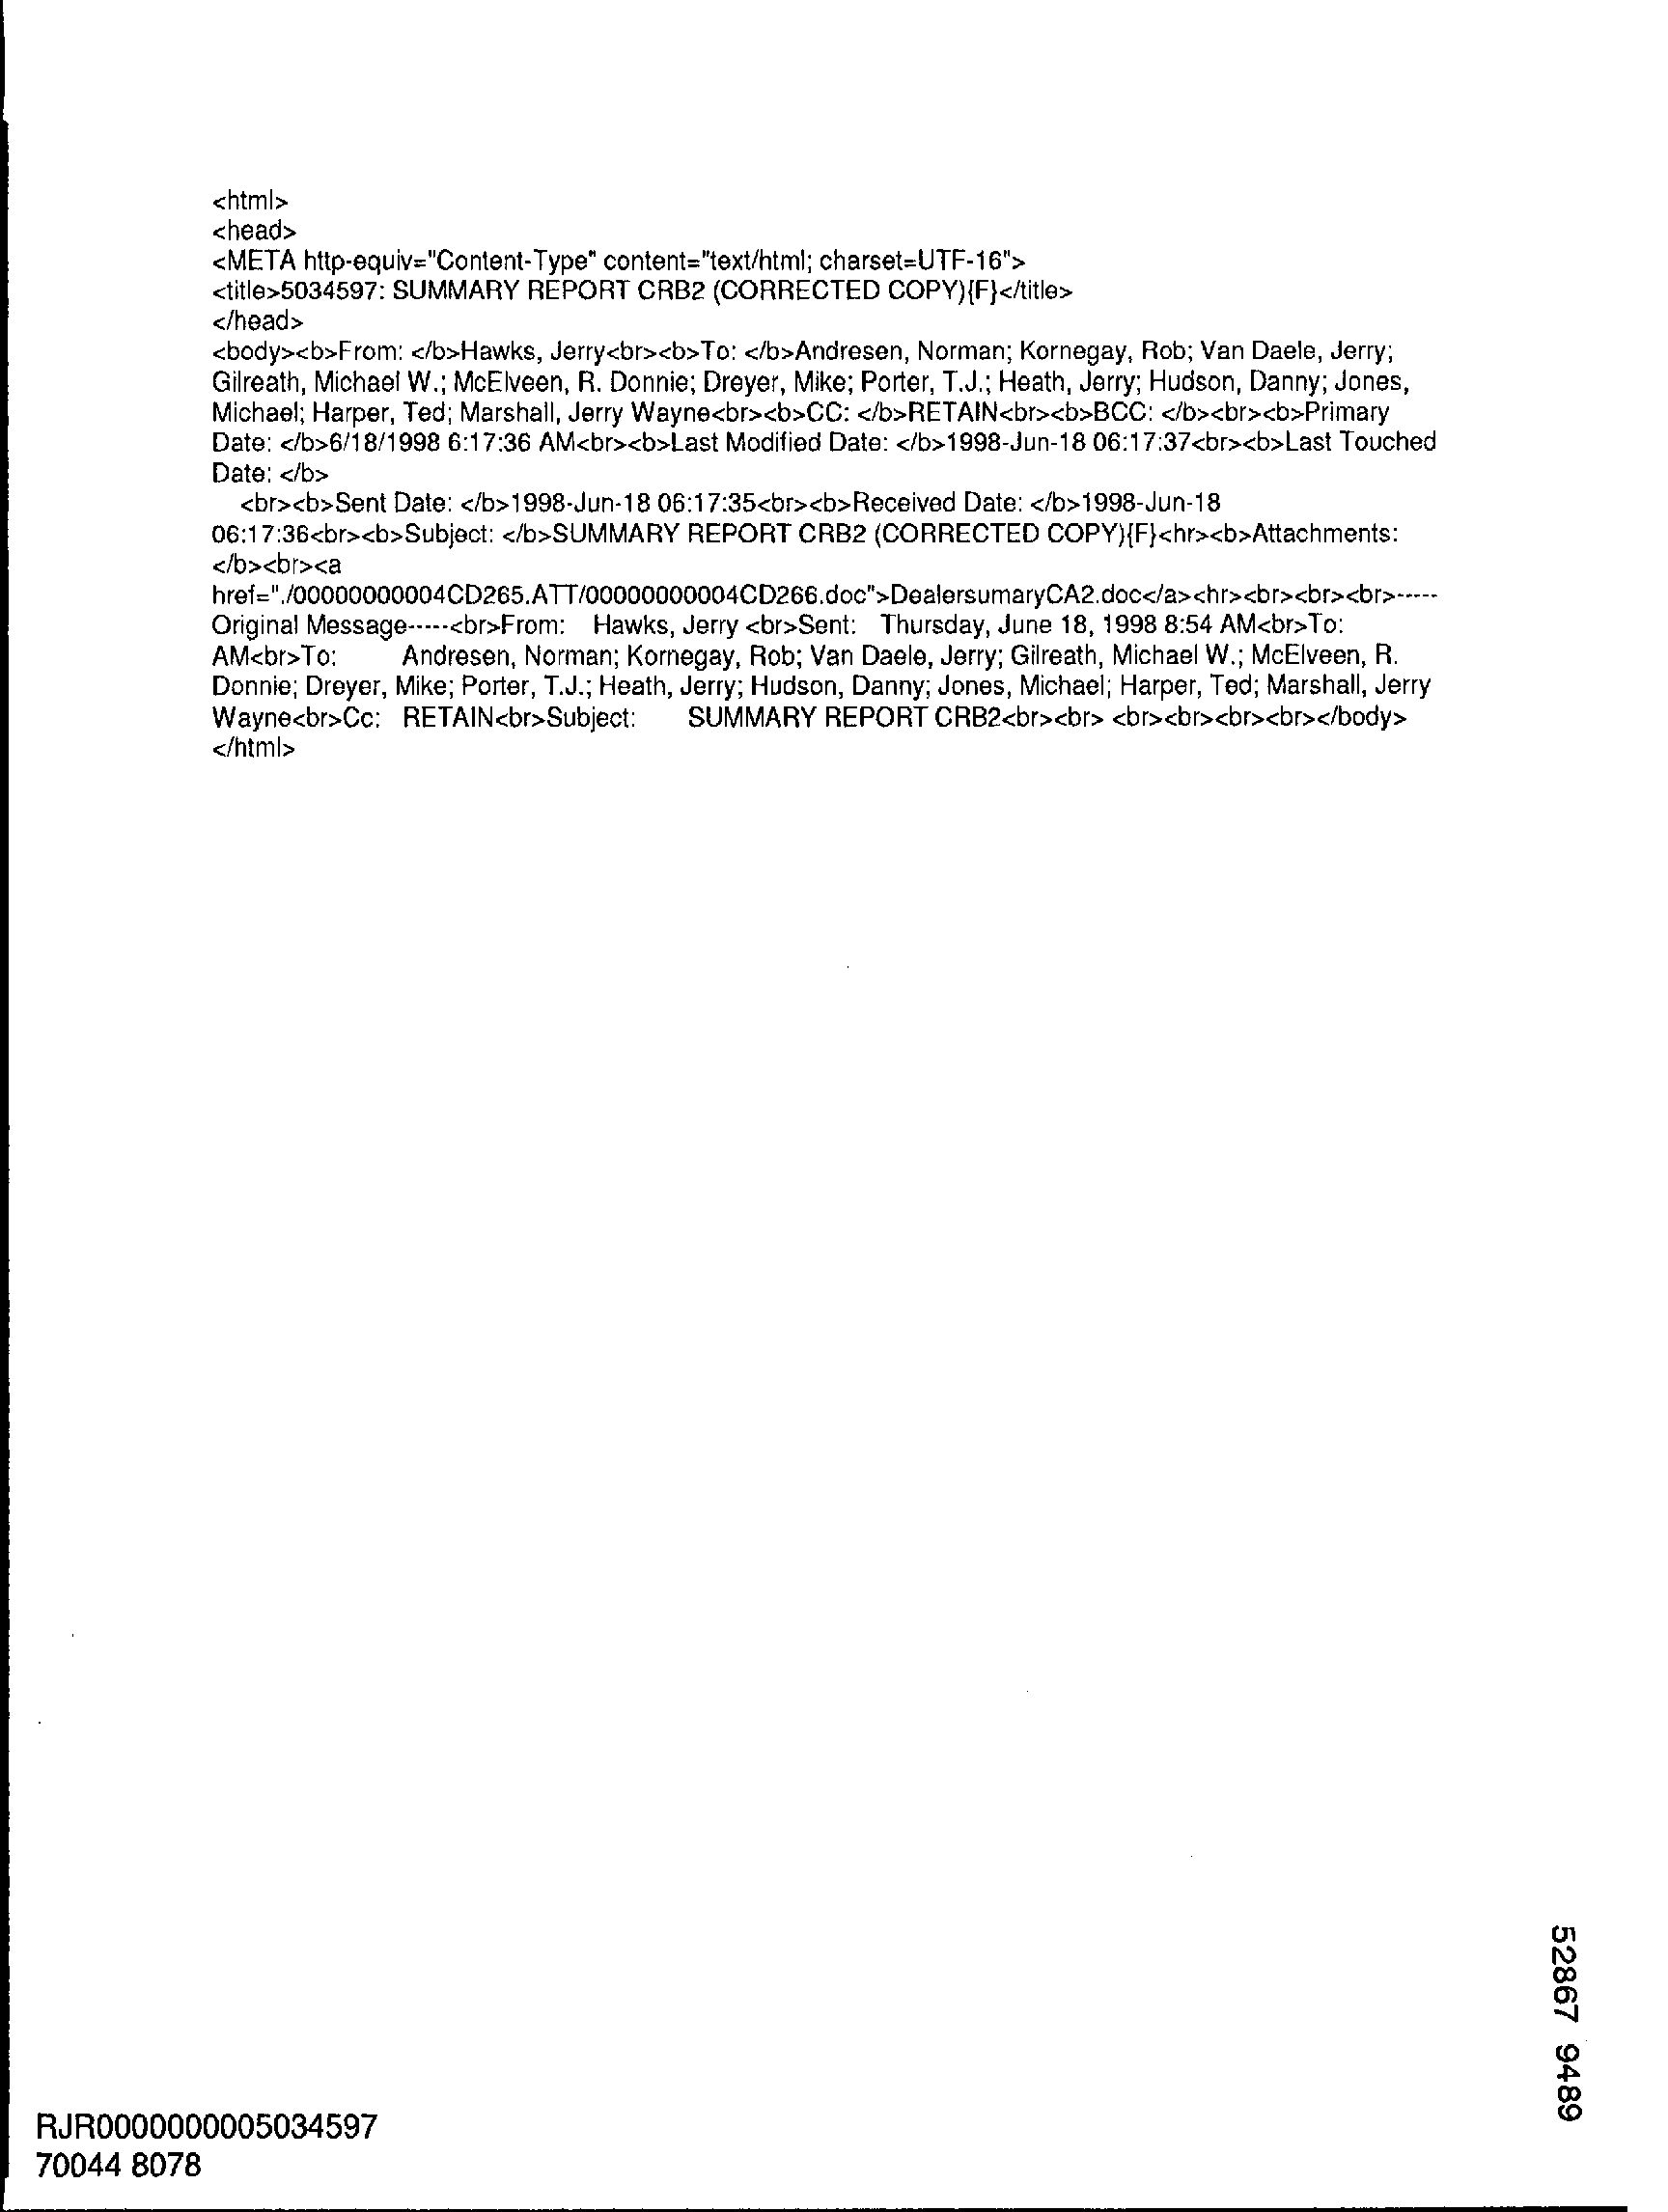 <html>
<head>
<META http-equiv="Content-Type" content="text/html; charset=UTF-16">
<title>5034597: SUMMARY REPORT CRB2 (CORRECTED COPY){F}</title>
</head>
<body><b>From: </b>Hawks, Jerry<br><b>To: </b>Andresen, Norman; Kornegay, Rob; Van Daele, Jerry;
Gilreath, Michael W.; McElveen, R. Donnie; Dreyer, Mike; Porter, T.J.; Heath, Jerry; Hudson, Danny; Jones,
Michael; Harper, Ted; Marshall, Jerry Wayne<br><b>CC: </b>RETAIN<br><b>BCC: </b><br><b>Primary
Date: </b>6/18/1998 6:17:36 AM<br><b>Last Modified Date: </b>1998-Jun-18 06:17:37<br><b>Last Touched
Date: </b>
<br><b>Sent Date: </b>1998-Jun-18 06:17:35<br><b>Received Date: </b>1998-Jun-18
06:17:36<br><b>Subject: </b>SUMMARY REPORT CRB2 (CORRECTED COPY){F}<hr><b>Attachments:
</b><br><a
href="./00000000004CD265.ATT/00000000004CD266.doc">DealersumaryCA2.doc</a><hr><br><br><br>-----
Original Message-----<br>From: Hawks, Jerry <br>Sent: Thursday, June 18, 1998 8:54 AM<br>To:
AM<br>To: Andresen, Norman; Kornegay, Rob; Van Daele, Jerry; Gilreath, Michael W.; McElveen, R.
Donnie; Dreyer, Mike; Porter, T.J.; Heath, Jerry; Hudson, Danny; Jones, Michael; Harper, Ted; Marshall, Jerry
Wayne<br>Cc: RETAIN<br>Subject: SUMMARY REPORT CRB2<br><br> <br><br><br><br></body>
</html>
52867 9489
RJR0000000005034597
70044 8078